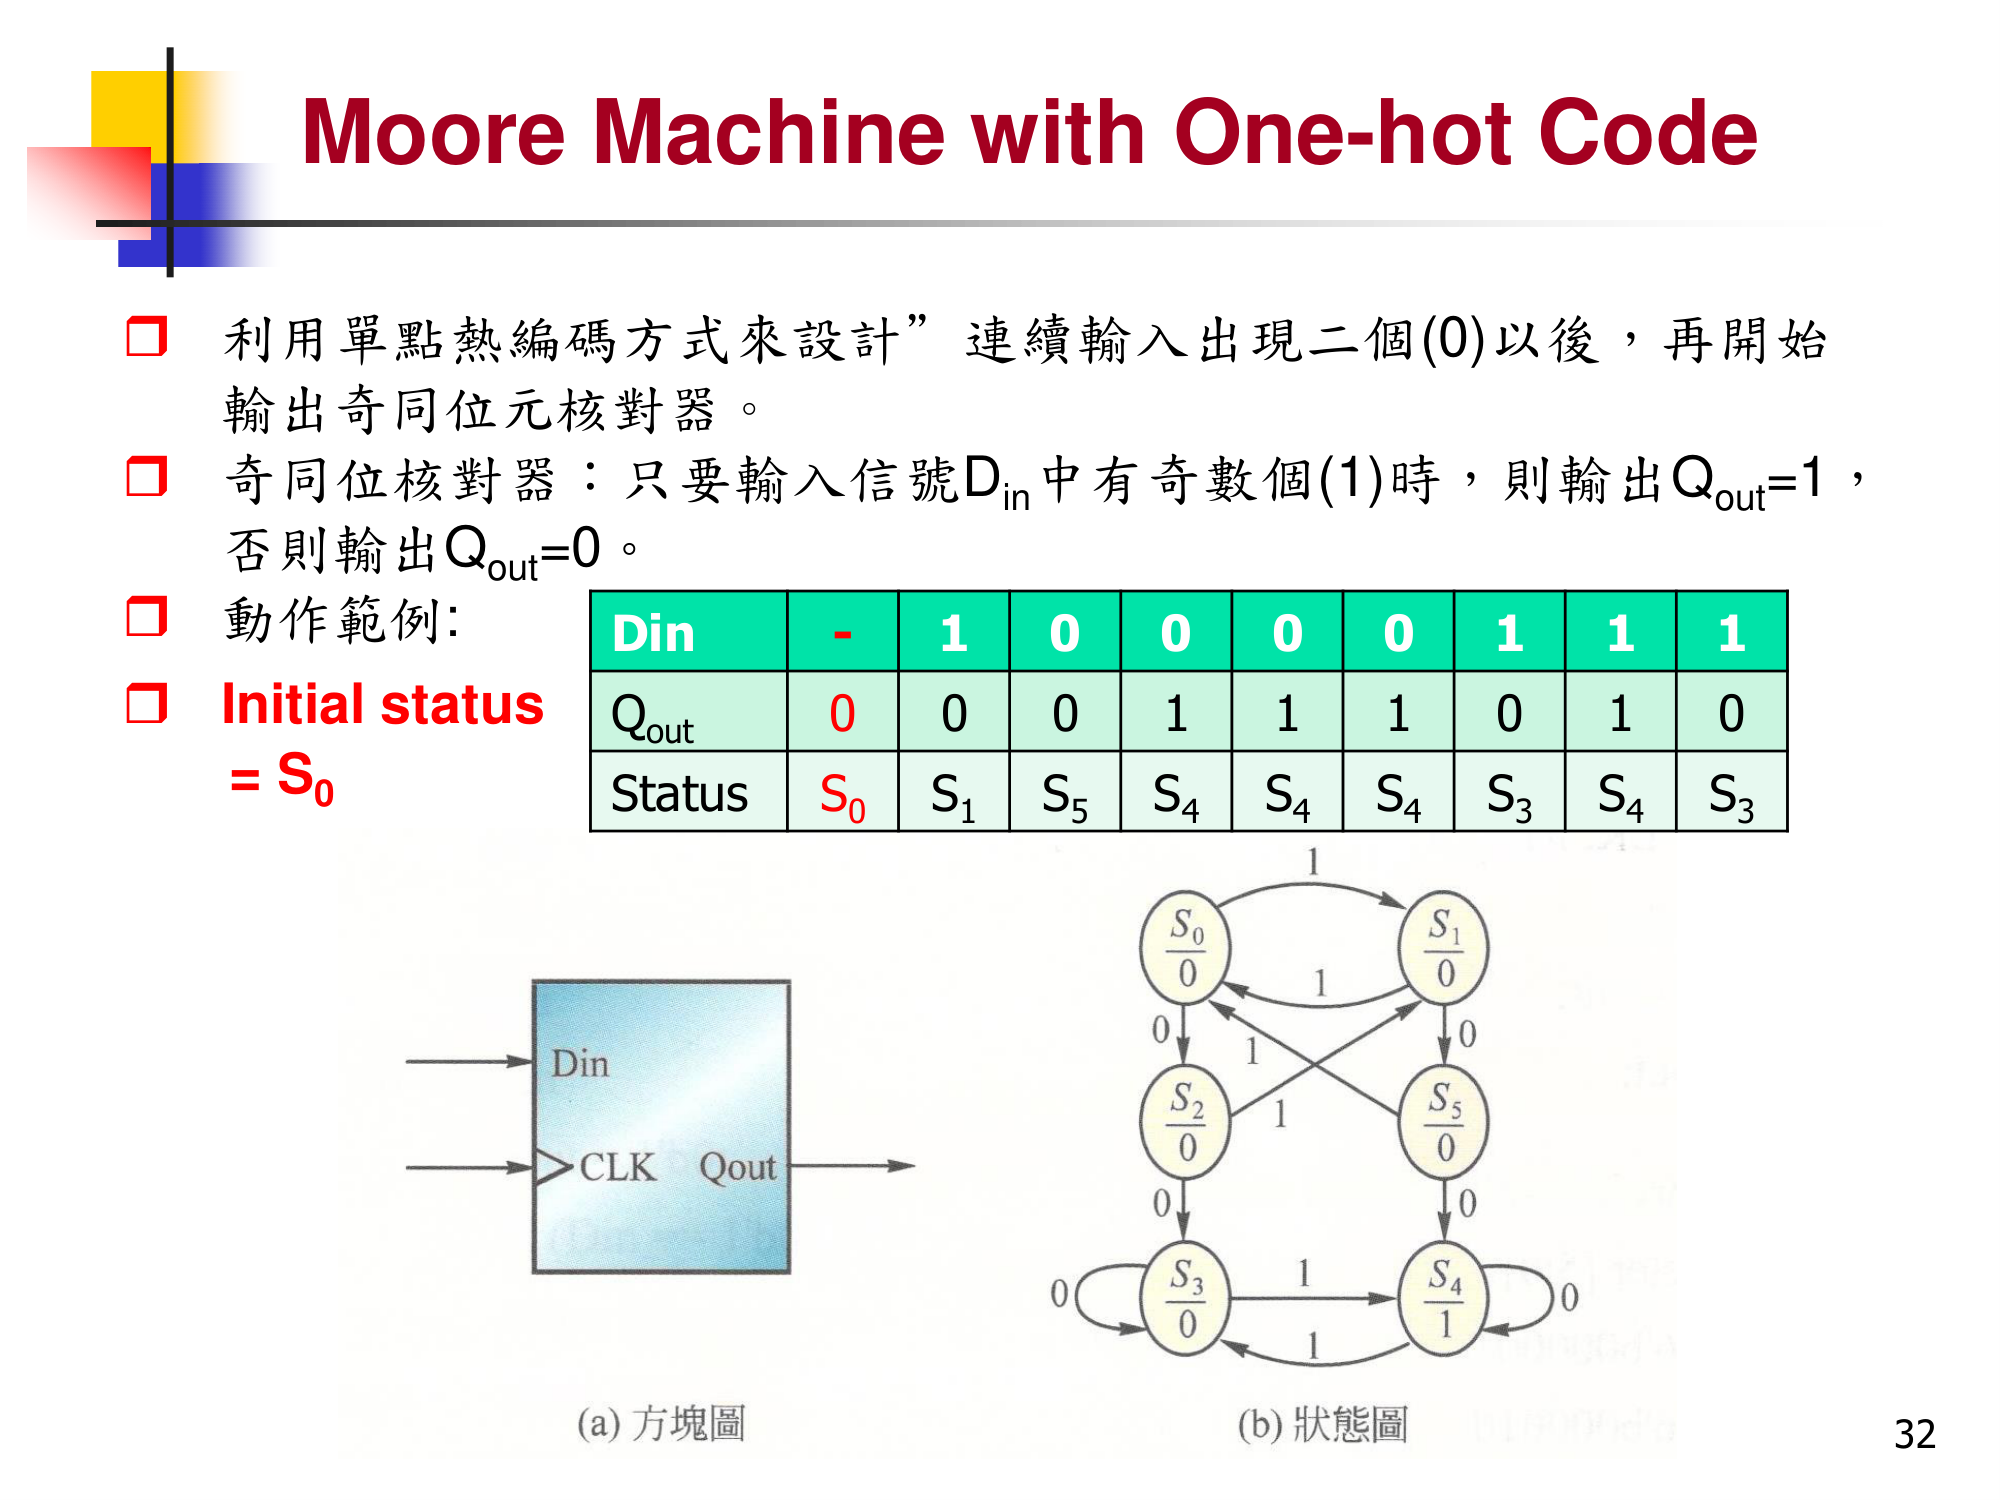 Moore Machine with One-hot Code
❒ 利用單點熱編碼方式來設計”連續輸入出現二個(0)以後，再開始
輸出奇同位元核對器。
❒ 奇同位核對器：只要輸入信號Din中有奇數個(1)時，則輸出Qout=1，
否則輸出Qout=0。
❒ 動作範例:
❒ Initial status
= S0
Din - 1 0 0 0 0 1 1 1
Qout 0 0 0 1 1 1 0 1 0
Status S0 S1 S5 S4 S4 S4 S3 S4 S3
Din
CLK Qout
(a) 方塊圖
1
S0 S1
0 0
1
0 0
1
1
S2 S5
0 0
0 0
S3 1 S4
0 0
0 1
1
(b) 狀態圖
32